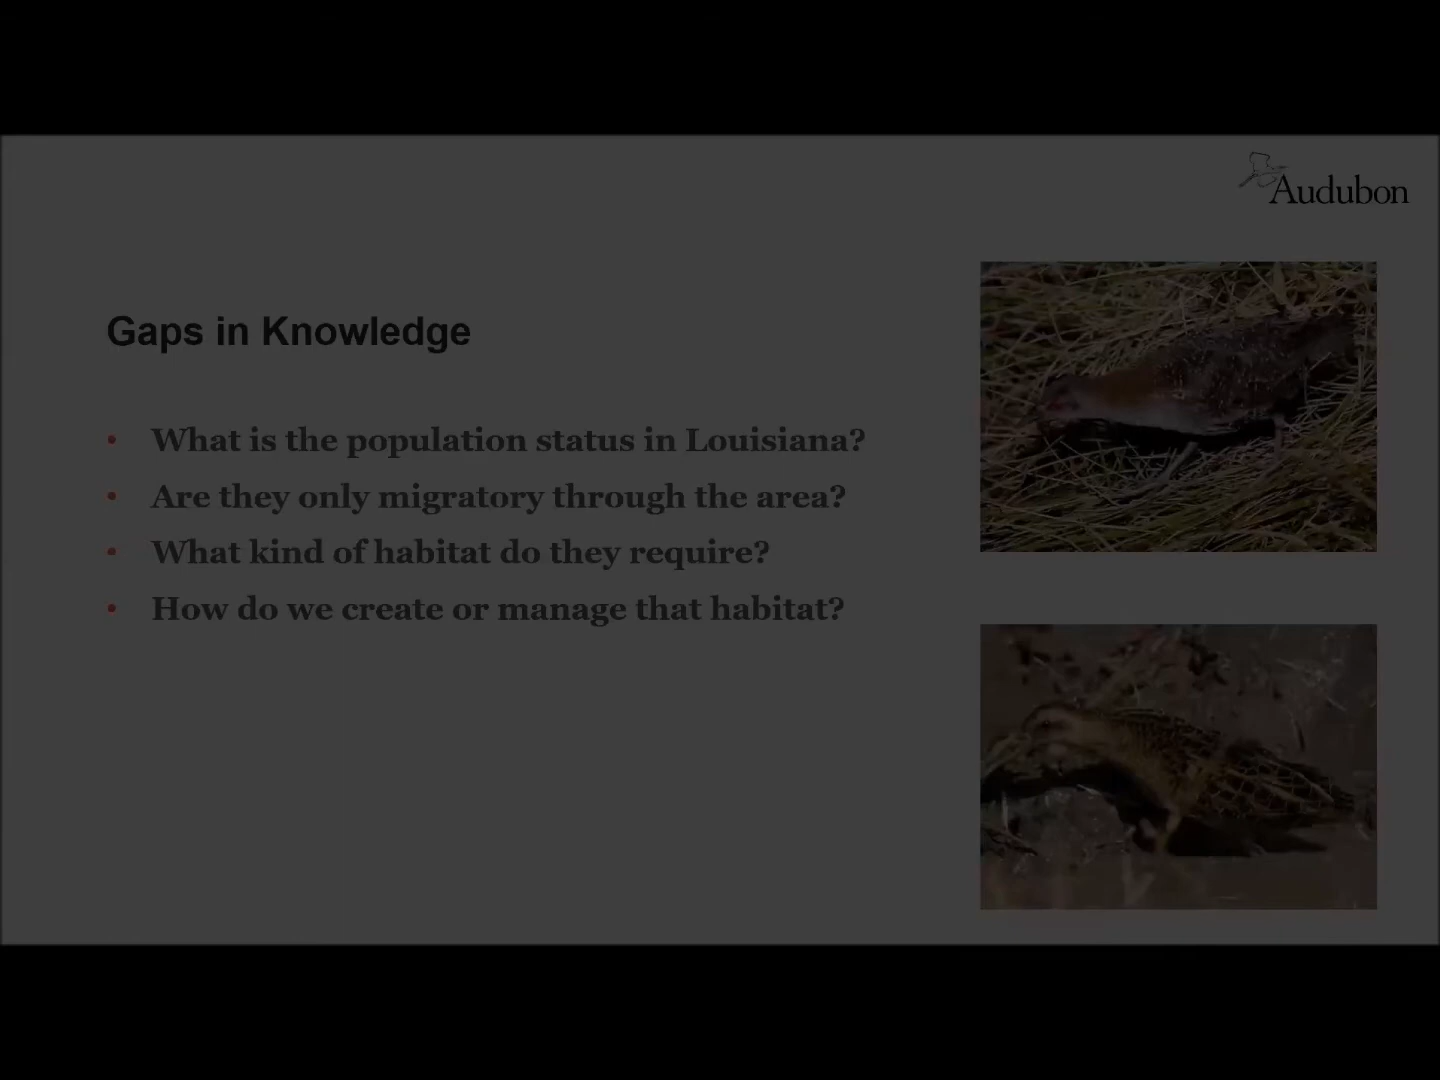 Audubon
Gaps in Knowledge
• What is the population status in Louisiana?
• Are they only migratory through the area?
• What kind of habitat do they require?
• How do we create or manage that habitat?